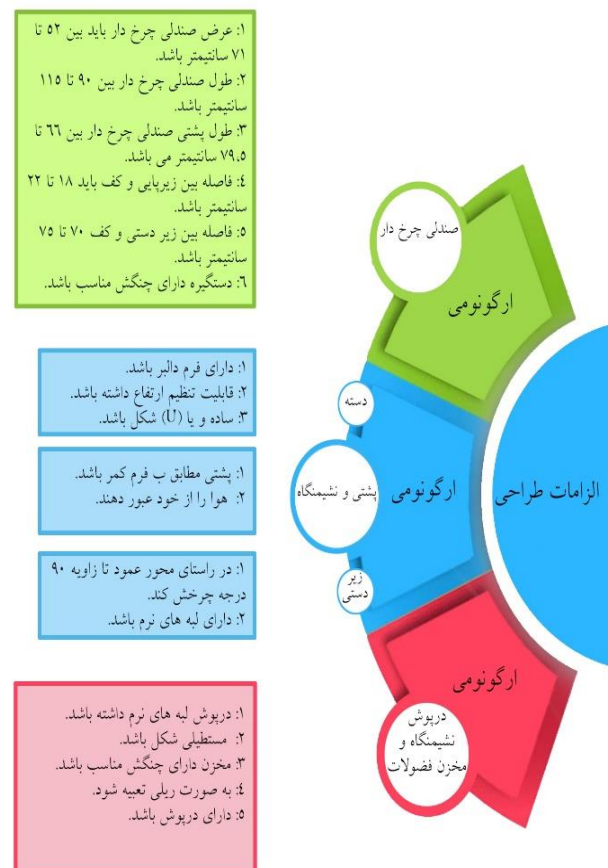 ۱: عرض صندلی چرخ دار باید بین ۵۲ تا
۷۱ سانتیمتر باشد.
۲: طول صندلی چرخ دار بین ۹۰ تا ۱۱۵
سانتیمتر باشد.
۳: طول پشتی صندلی چرخ دار بین ۶۶ تا
۷۹.۵ سانتیمتر می باشد.
۴: فاصله بین زیرپایی و کف باید ۱۸ تا ۲۲
سانتیمتر باشد.
۵: فاصله بین زیر دستی و کف ۷۰ تا ۷۵
سانتیمتر باشد.
۶: دستگیره دارای چنگش مناسب باشد.
صندلی چرخ دار
ارگونومی
۱: دارای فرم دالبر باشد.
۲: قابلیت تنظیم ارتفاع داشته باشد.
۳: ساده و یا (U) شکل باشد.
دسته
۱: پشتی مطابق ب فرم کمر باشد.
۲: هوا را از خود عبور دهند.
الزامات طراحی
ارگونومی
پشتی و نشیمنگاه
۱: در راستای محور عمود تا زاویه ۹۰
درجه چرخش کند.
۲: دارای لبه های نرم باشد.
زیر
دستی
ارگونومی
۱: درپوش لبه های نرم داشته باشد.
۲: مستطیلی شکل باشد.
۳: مخزن دارای چنگش مناسب باشد.
۴: به صورت ریلی تعبیه شود.
۵: دارای درپوش باشد.
درپوش
نشیمنگاه و
مخزن فضولات